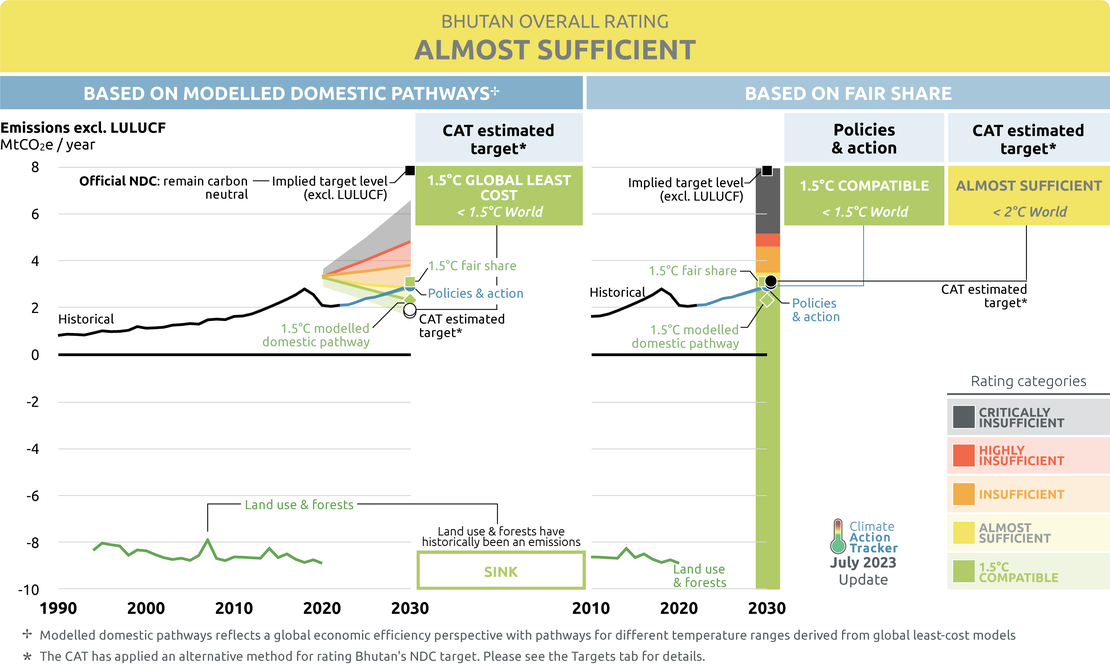 BHUTAN OVERALL RATING
ALMOST SUFFICIENT
BASED ON MODELLED DOMESTIC PATHWAYS✢
BASED ON FAIR SHARE
Emissions excl. LULUCF
MtCO₂e / year
CAT estimated
target*
Policies
& action
CAT estimated
target*
8
6
4
2
0
-2
-4
-6
-8
-10
Official NDC: remain carbon
neutral
Implied target level
(excl. LULUCF)
1.5°C GLOBAL LEAST
COST
< 1.5°C World
1.5°C fair share
Policies & action
CAT estimated
target*
Historical
1.5°C modelled
domestic pathway
Land use & forests
Land use & forests have
historically been an emissions
SINK
1990
2000
2010
2020
2030
Implied target level
(excl. LULUCF)
1.5°C COMPATIBLE
< 1.5°C World
ALMOST SUFFICIENT
< 2°C World
1.5°C fair share
Historical
Policies
& action
CAT estimated
target*
1.5°C modelled
domestic pathway
Land use
& forests
2010
2020
2030
Rating categories
CRITICALLY
INSUFFICIENT
HIGHLY
INSUFFICIENT
INSUFFICIENT
ALMOST
SUFFICIENT
1.5°C
COMPATIBLE
Climate
Action
Tracker
July 2023
Update
✢ Modelled domestic pathways reflects a global economic efficiency perspective with pathways for different temperature ranges derived from global least-cost models
* The CAT has applied an alternative method for rating Bhutan's NDC target. Please see the Targets tab for details.